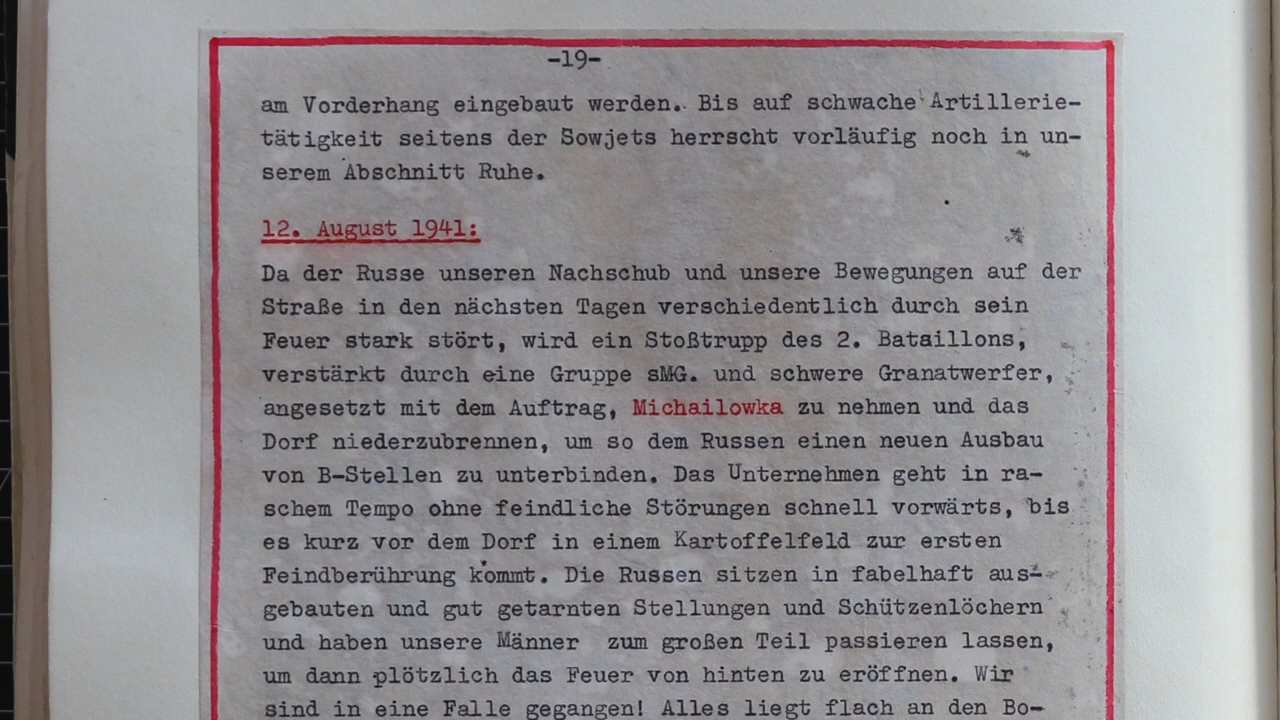 -19-
am Vorderhang eingebaut werden. Bis auf schwache Artillerie-
tätigkeit seitens der Sowjets herrscht vorläufig noch in un-
serem Abschnitt Ruhe.
12. August 1941:
Da der Russe unseren Nachschub und unsere Bewegungen auf der
Straße in den nächsten Tagen verschiedentlich durch sein
Feuer stark stört, wird ein Stoßtrupp des 2. Bataillons,
verstärkt durch eine Gruppe sMG. und schwere Granatwerfer,
angesetzt mit dem Auftrag, Michailowka zu nehmen und das
Dorf niederzubrennen, um so dem Russen einen neuen Ausbau
von B-Stellen zu unterbinden. Das Unternehmen geht in ra-
schem Tempo ohne feindliche Störungen schnell vorwärts, bis
es kurz vor dem Dorf in einem Kartoffelfeld zur ersten
Feindberührung kommt. Die Russen sitzen in fabelhaft aus-
gebauten und gut getarnten Stellungen und Schützenlöchern
und haben unsere Männer zum großen Teil passieren lassen,
um dann plötzlich das Feuer von hinten zu eröffnen. Wir
sind in eine Falle gegangen! Alles liegt flach an den Bo-